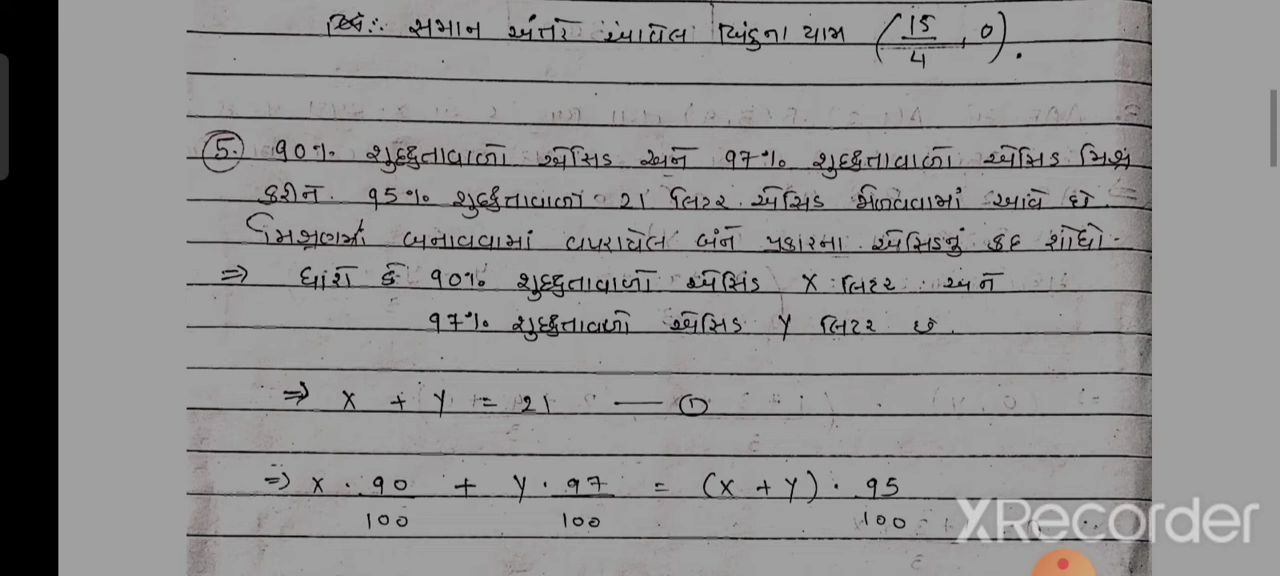 સમાન અંતરે આવેલ બિંદુના યામ (15/4, 0).
5. 90% શુદ્ધતાવાળો એસિડ અને 97% શુદ્ધતાવાળો એસિડ મિશ્ર
કરીને 95% શુદ્ધતાવાળો 21 લિટર એસિડ મેળવવામાં આવે છે.
મિશ્રણમાં બનાવવામાં વપરાયેલ બંને પ્રકારના એસિડનું કદ શોધો.
⇒ ધારો કે 90% શુદ્ધતાવાળો એસિડ x લિટર અને
97% શુદ્ધતાવાળો એસિડ y લિટર છે.
⇒ x + y = 21 — ①
⇒ x · 90/100 + y · 97/100 = (x + y) · 95/100
XRecorder